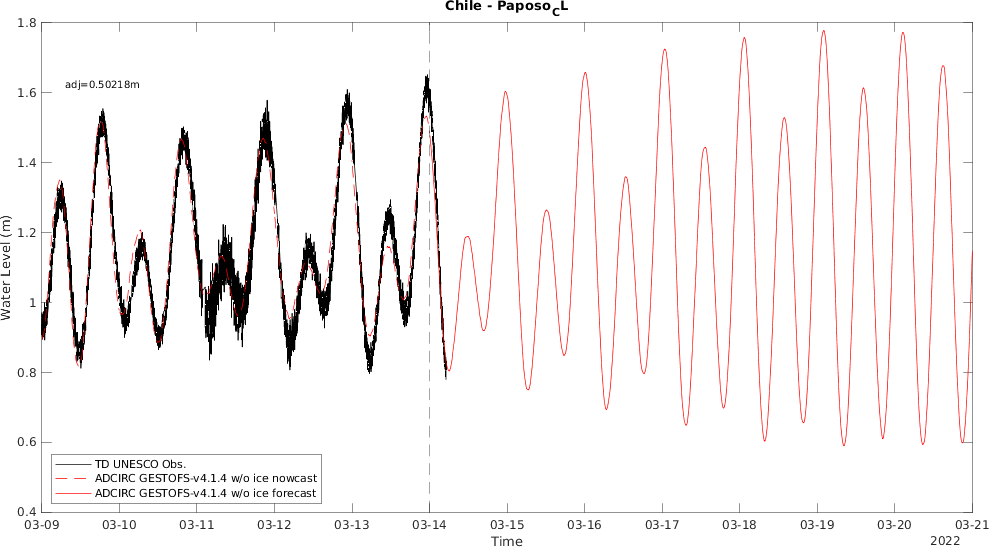 Chile - Paposo_CL
adj=0.50218m
Water Level (m)
1.8
1.6
1.4
1.2
1
0.8
0.6
0.4
TD UNESCO Obs.
ADCIRC GESTOFS-v4.1.4 w/o ice nowcast
ADCIRC GESTOFS-v4.1.4 w/o ice forecast
03-09 03-10 03-11 03-12 03-13 03-14 03-15 03-16 03-17 03-18 03-19 03-20 03-21
Time
2022